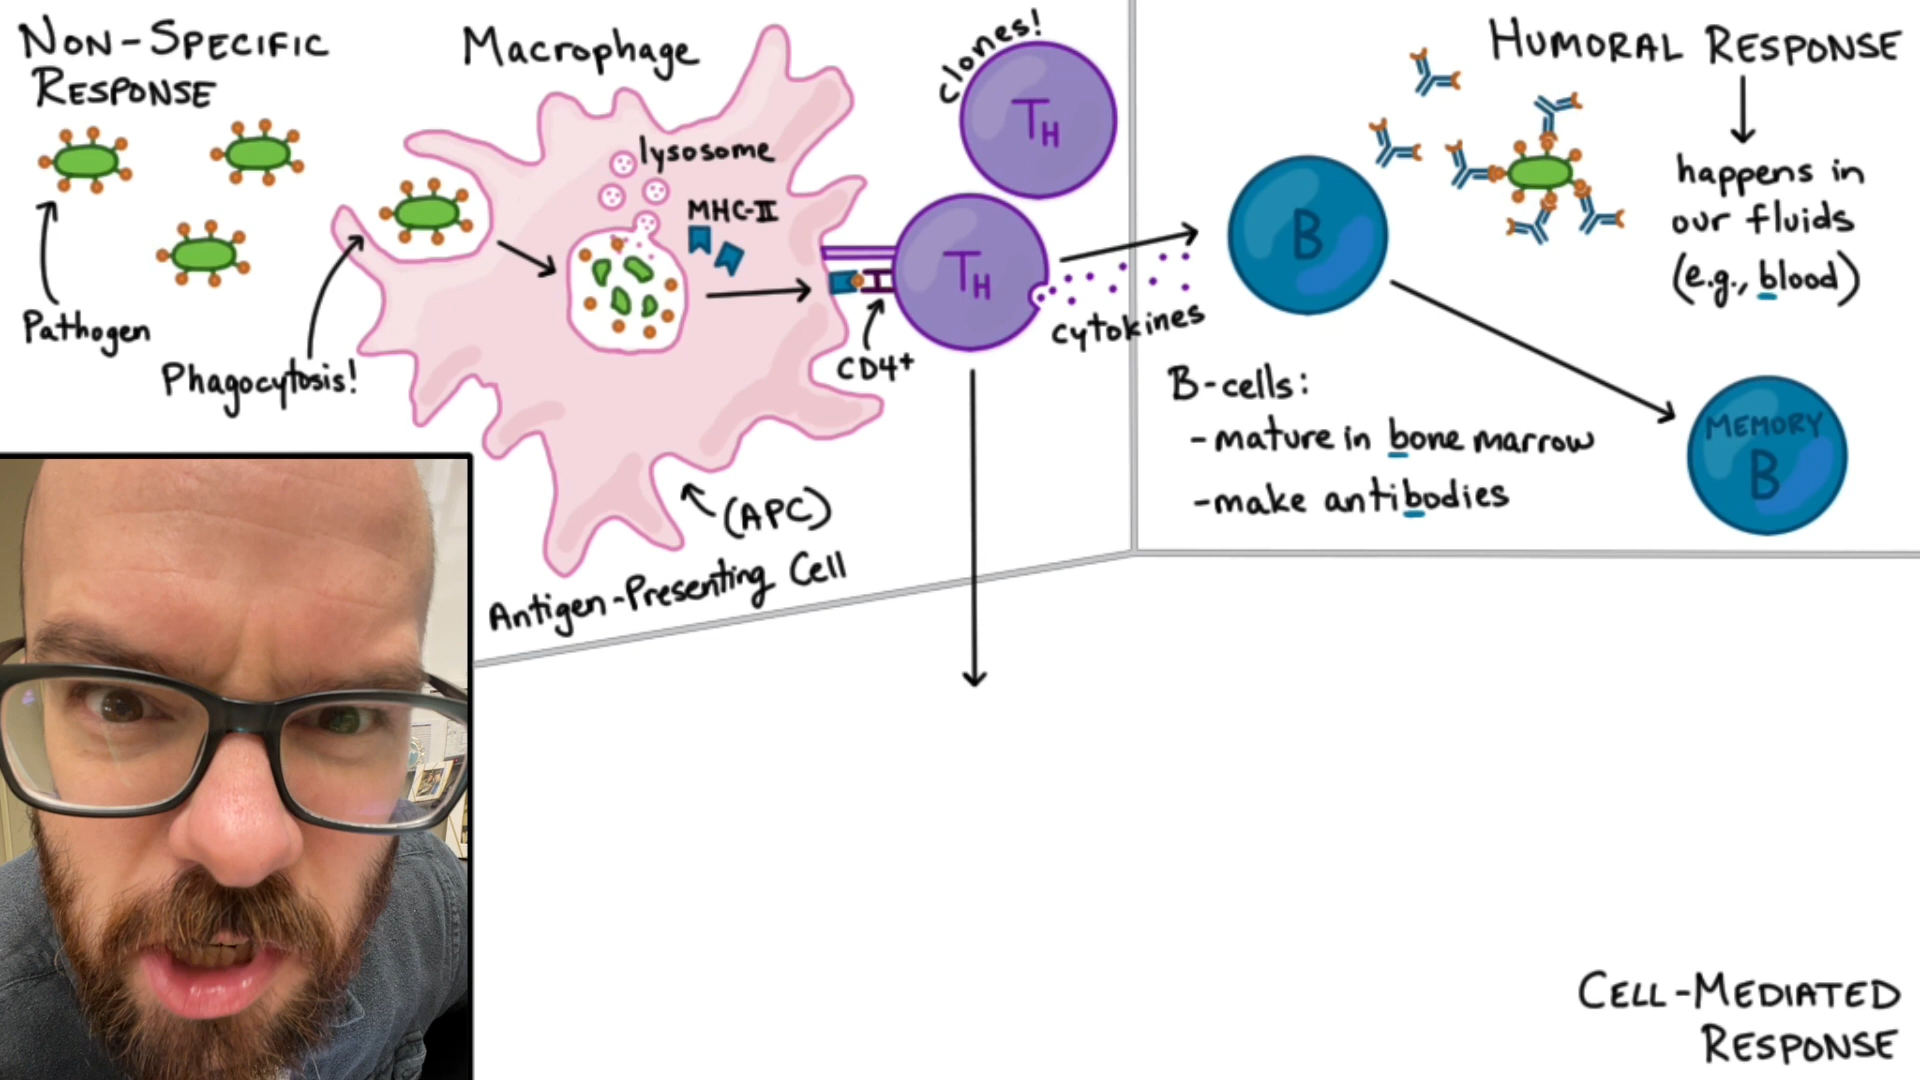 NON-SPECIFIC
RESPONSE
Pathogen
Phagocytosis!
Macrophage
lysosome
MHC-II
CD4+
(APC)
Antigen-Presenting Cell
clones!
TH
TH
cytokines
HUMORAL RESPONSE
happens in
our fluids
(e.g., blood)
B
B-cells:
-mature in bone marrow
-make antibodies
MEMORY
B
CELL-MEDIATED
RESPONSE